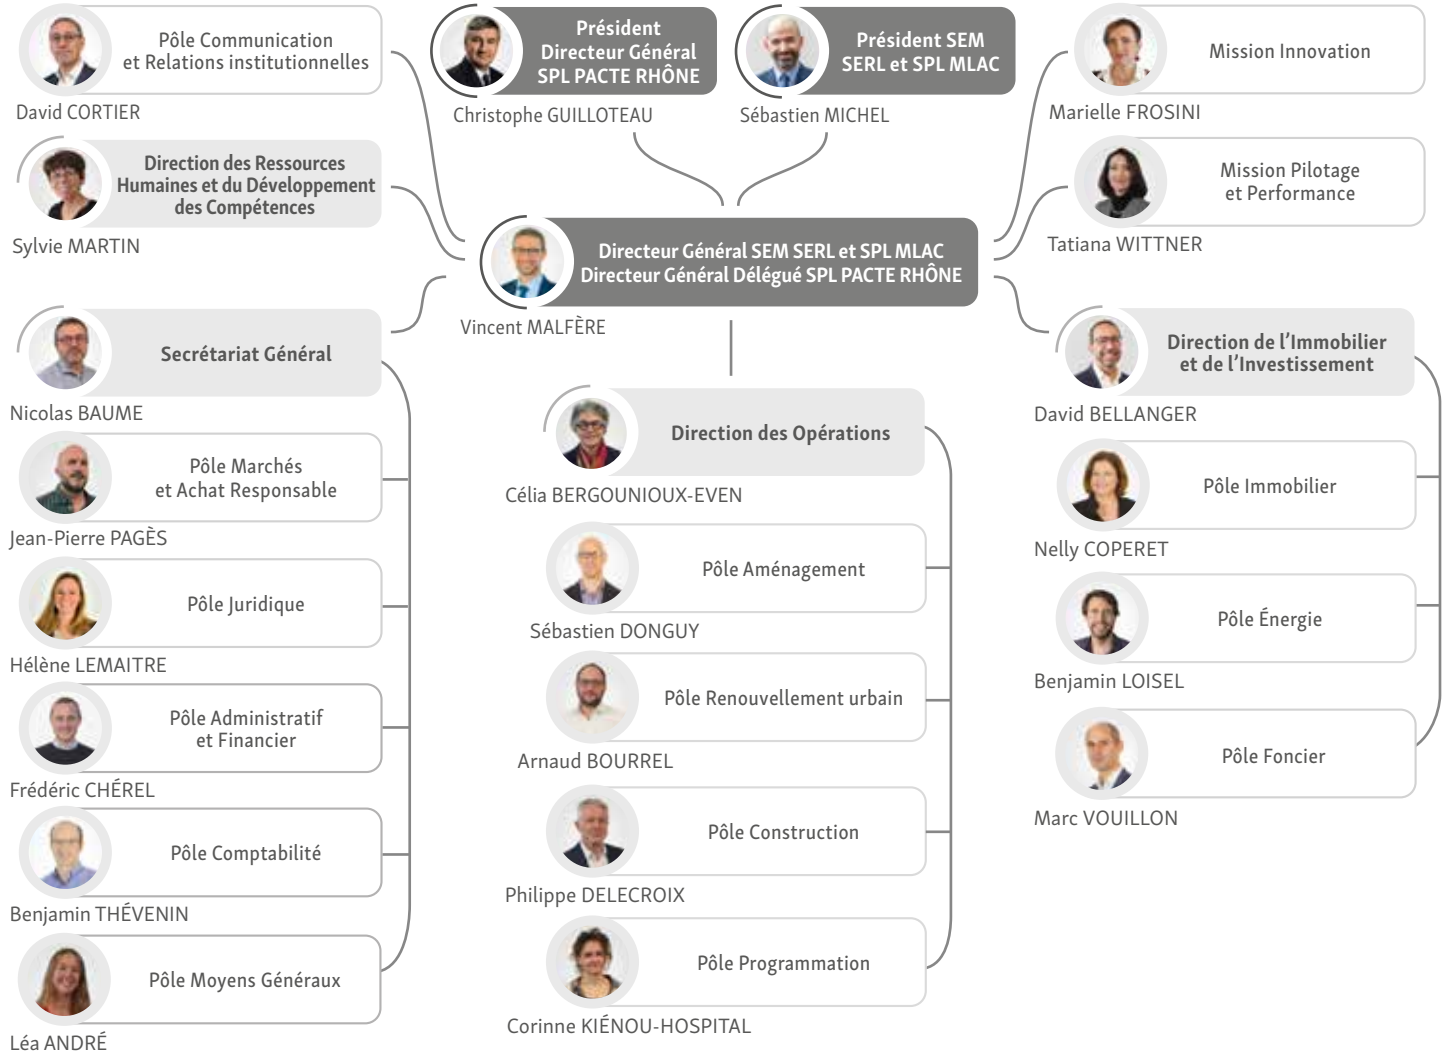 Pôle Communication
et Relations institutionnelles
David CORTIER
Direction des Ressources
Humaines et du Développement
des Compétences
Sylvie MARTIN
Président
Directeur Général
SPL PACTE RHÔNE
Christophe GUILLOTEAU
Président SEM
SERL et SPL MLAC
Sébastien MICHEL
Mission Innovation
Marielle FROSINI
Mission Pilotage
et Performance
Tatiana WITTNER
Directeur Général SEM SERL et SPL MLAC
Directeur Général Délégué SPL PACTE RHÔNE
Vincent MALFÈRE
Secrétariat Général
Nicolas BAUME
Pôle Marchés
et Achat Responsable
Jean-Pierre PAGÈS
Pôle Juridique
Hélène LEMAITRE
Pôle Administratif
et Financier
Frédéric CHÉREL
Pôle Comptabilité
Benjamin THÉVENIN
Pôle Moyens Généraux
Léa ANDRÉ
Direction des Opérations
Célia BERGOUNIOUX-EVEN
Pôle Aménagement
Sébastien DONGUY
Pôle Renouvellement urbain
Arnaud BOURREL
Pôle Construction
Philippe DELECROIX
Pôle Programmation
Corinne KIÉNOU-HOSPITAL
Direction de l'Immobilier
et de l'Investissement
David BELLANGER
Pôle Immobilier
Nelly COPERET
Pôle Énergie
Benjamin LOISEL
Pôle Foncier
Marc VOUILLON